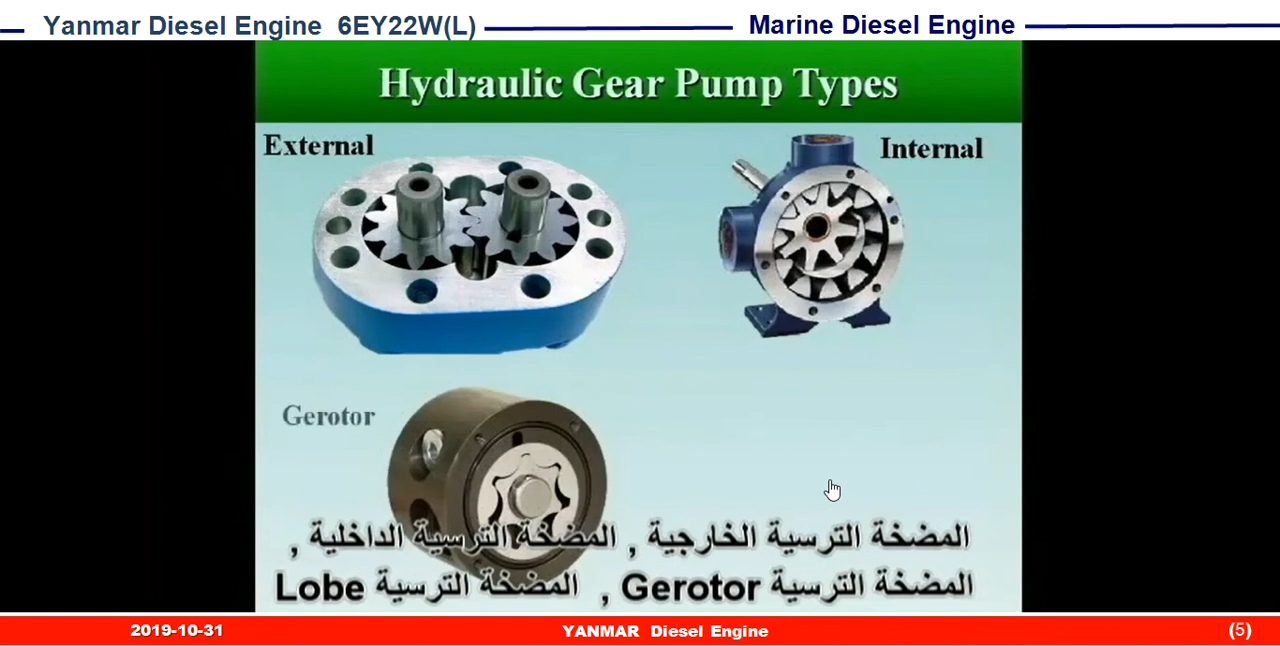 Yanmar Diesel Engine 6EY22W(L)
Marine Diesel Engine
Hydraulic Gear Pump Types
External
Internal
Gerotor
المضخة الترسية الخارجية , المضخة الترسية الداخلية ,
المضخة الترسية Gerotor , المضخة الترسية Lobe
2019-10-31
YANMAR Diesel Engine
(5)